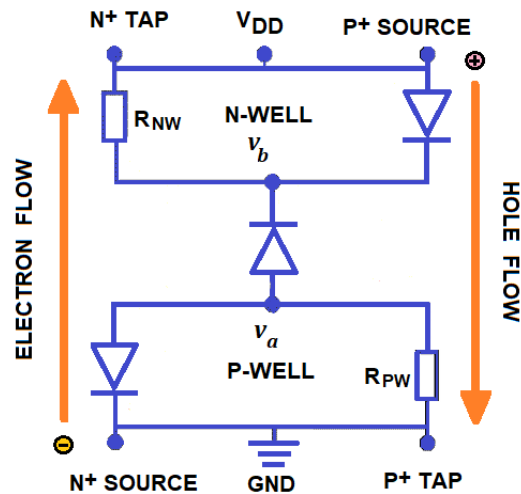 N+ TAP
VDD
P+ SOURCE
+
RNW
N-WELL
vb
ELECTRON FLOW
HOLE FLOW
va
P-WELL
RPW
−
N+ SOURCE
GND
P+ TAP